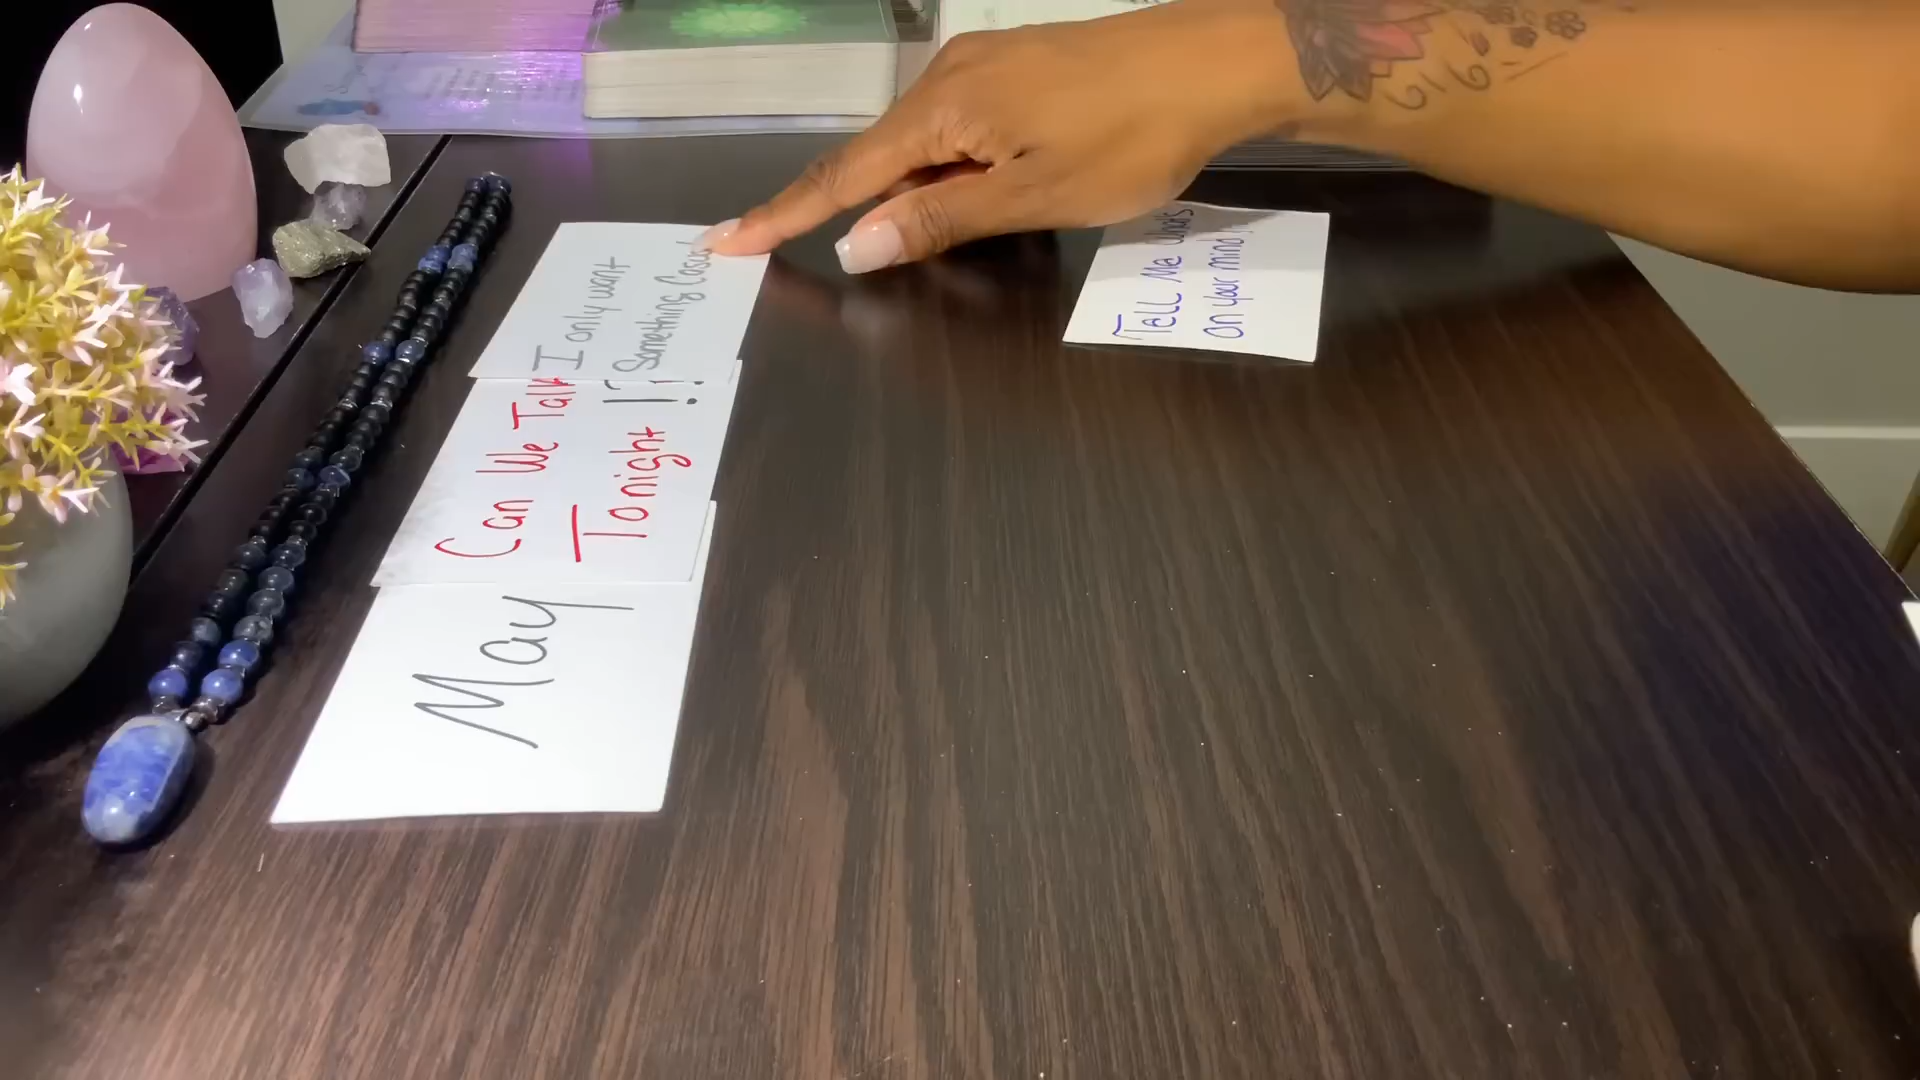 I only want
Something Casual
Can We Talk
Tonight !?!
May
Tell Me what's
on your mind,